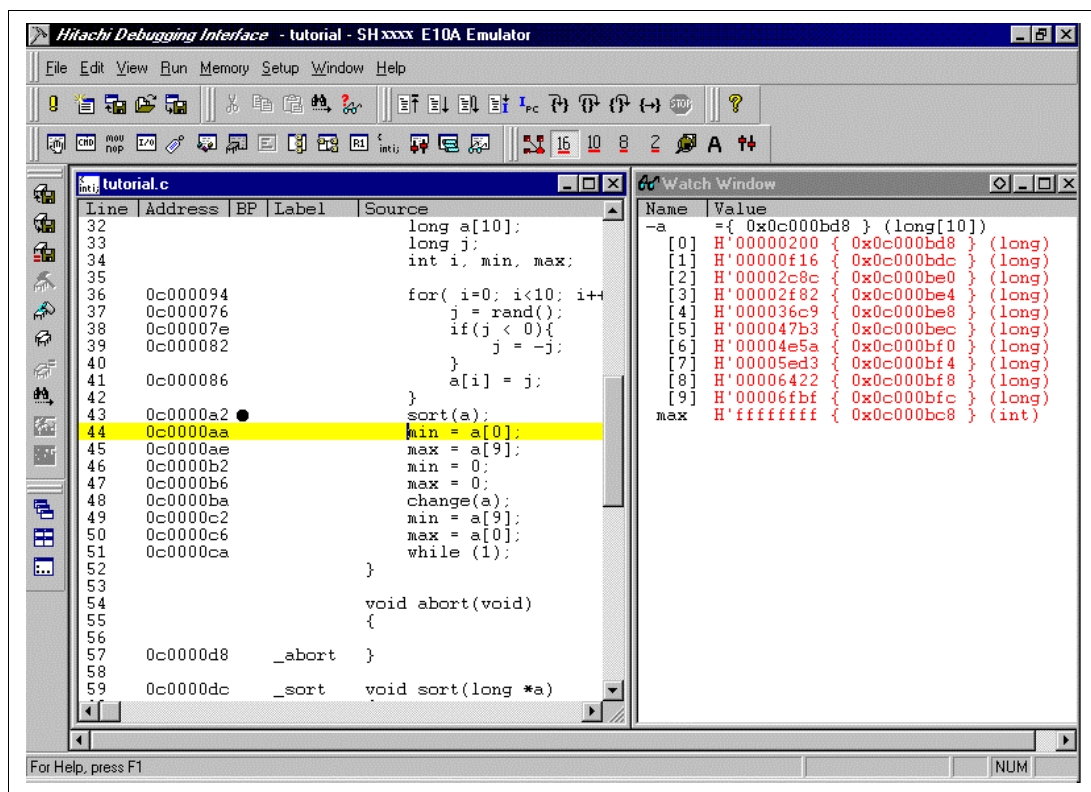 Hitachi Debugging Interface - tutorial - SH xxxx E10A Emulator
File Edit View Run Memory Setup Window Help
PC
STOP
CMD MOV NOP I/O R1 inti; 16 10 8 2 A
inti; tutorial.c
Line Address BP Label Source
32 long a[10];
33 long j;
34 int i, min, max;
35
36 0c000094 for( i=0; i<10; i++
37 0c000076 j = rand();
38 0c00007e if(j < 0){
39 0c000082 j = -j;
40 }
41 0c000086 a[i] = j;
42 }
43 0c0000a2 ● sort(a);
44 0c0000aa min = a[0];
45 0c0000ae max = a[9];
46 0c0000b2 min = 0;
47 0c0000b6 max = 0;
48 0c0000ba change(a);
49 0c0000c2 min = a[9];
50 0c0000c6 max = a[0];
51 0c0000ca while (1);
52 }
53
54 void abort(void)
55 {
56
57 0c0000d8 _abort }
58
59 0c0000dc _sort void sort(long *a)
Watch Window
Name Value
-a ={ 0x0c000bd8 } (long[10])
[0] H'00000200 { 0x0c000bd8 } (long)
[1] H'00000f16 { 0x0c000bdc } (long)
[2] H'00002c8c { 0x0c000be0 } (long)
[3] H'00002f82 { 0x0c000be4 } (long)
[4] H'000036c9 { 0x0c000be8 } (long)
[5] H'000047b3 { 0x0c000bec } (long)
[6] H'00004e5a { 0x0c000bf0 } (long)
[7] H'00005ed3 { 0x0c000bf4 } (long)
[8] H'00006422 { 0x0c000bf8 } (long)
[9] H'00006fbf { 0x0c000bfc } (long)
max H'ffffffff { 0x0c000bc8 } (int)
For Help, press F1
NUM